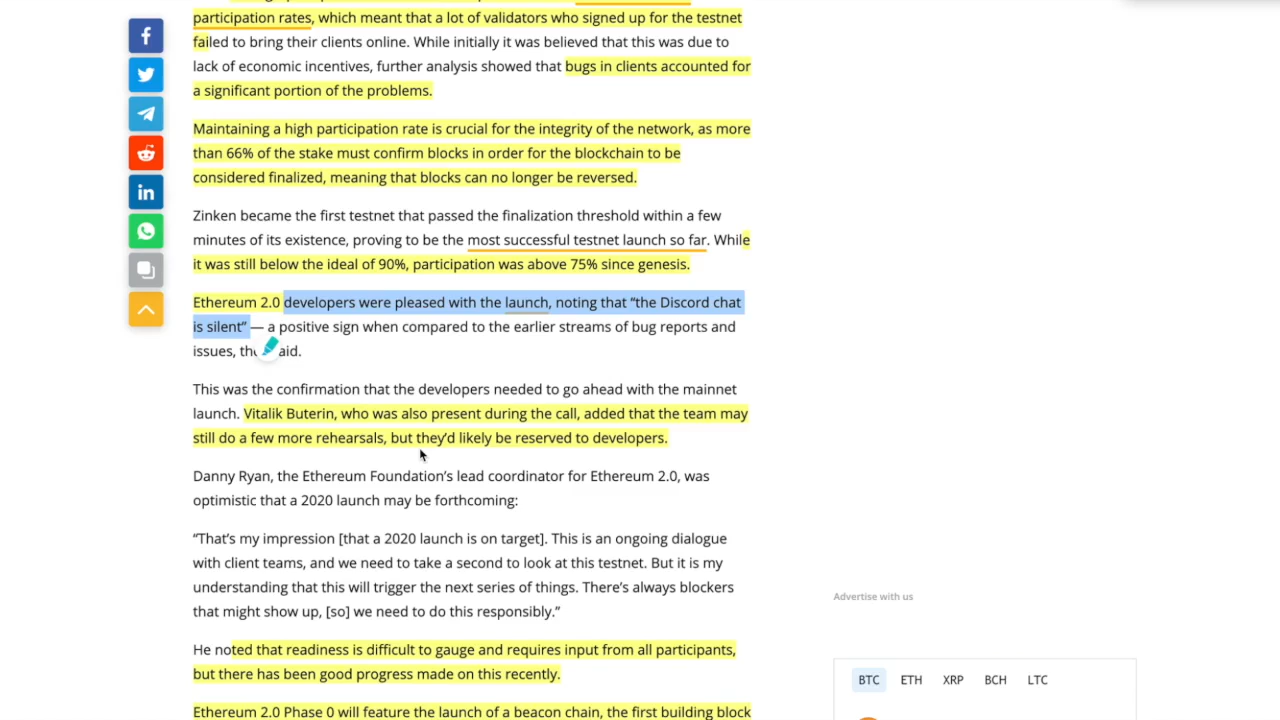 participation rates, which meant that a lot of validators who signed up for the testnet
failed to bring their clients online. While initially it was believed that this was due to
lack of economic incentives, further analysis showed that bugs in clients accounted for
a significant portion of the problems.
Maintaining a high participation rate is crucial for the integrity of the network, as more
than 66% of the stake must confirm blocks in order for the blockchain to be
considered finalized, meaning that blocks can no longer be reversed.
Zinken became the first testnet that passed the finalization threshold within a few
minutes of its existence, proving to be the most successful testnet launch so far. While
it was still below the ideal of 90%, participation was above 75% since genesis.
Ethereum 2.0 developers were pleased with the launch, noting that “the Discord chat
is silent” — a positive sign when compared to the earlier streams of bug reports and
issues, aid.
This was the confirmation that the developers needed to go ahead with the mainnet
launch. Vitalik Buterin, who was also present during the call, added that the team may
still do a few more rehearsals, but they’d likely be reserved to developers.
Danny Ryan, the Ethereum Foundation’s lead coordinator for Ethereum 2.0, was
optimistic that a 2020 launch may be forthcoming:
“That’s my impression [that a 2020 launch is on target]. This is an ongoing dialogue
with client teams, and we need to take a second to look at this testnet. But it is my
understanding that this will trigger the next series of things. There’s always blockers
that might show up, [so] we need to do this responsibly.”
He noted that readiness is difficult to gauge and requires input from all participants,
but there has been good progress made on this recently.
Ethereum 2.0 Phase 0 will feature the launch of a beacon chain, the first building block
Advertise with us
BTC ETH XRP BCH LTC